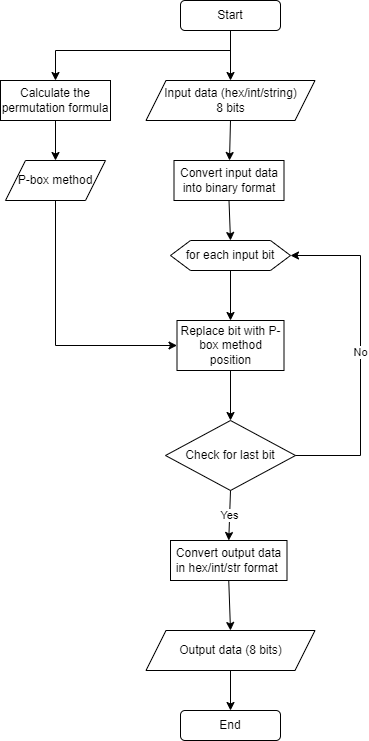 Start
Calculate the
permutation formula
Input data (hex/int/string)
8 bits
P-box method
Convert input data
into binary format
for each input bit
Replace bit with P-
box method
position
No
Check for last bit
Yes
Convert output data
in hex/int/str format
Output data (8 bits)
End